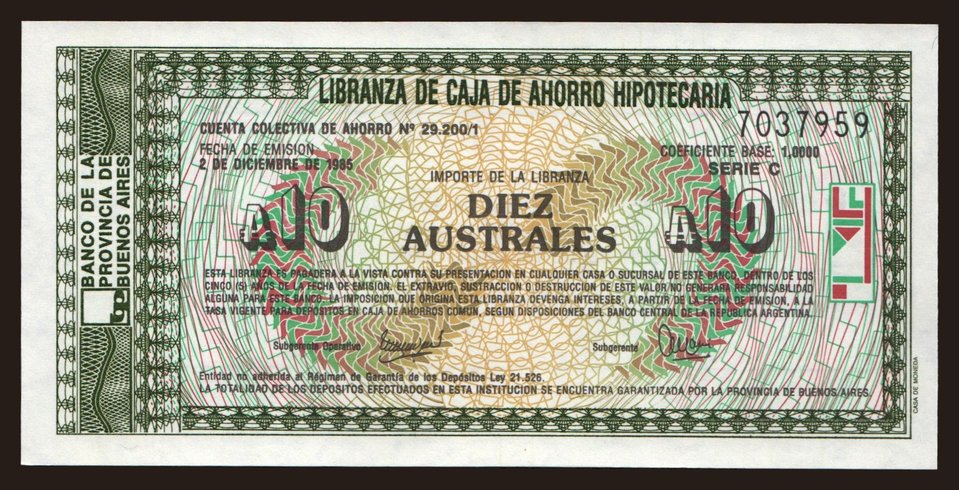 LIBRANZA DE CAJA DE AHORRO HIPOTECARIA
7037959
CUENTA COLECTIVA DE AHORRO Nº 29.200/1
FECHA DE EMISION
2 DE DICIEMBRE DE 1985
COEFICIENTE BASE: 1,0000
SERIE C
IMPORTE DE LA LIBRANZA
DIEZ
AUSTRALES
₳10
₳10
BANCO DE LA
PROVINCIA DE
BUENOS AIRES
ESTA LIBRANZA ES PAGADERA A LA VISTA CONTRA SU PRESENTACION EN CUALQUIER CASA O SUCURSAL DE ESTE BANCO, DENTRO DE LOS
CINCO (5) AÑOS DE LA FECHA DE EMISION. EL EXTRAVIO, SUSTRACCION O DESTRUCCION DE ESTE VALOR NO GENERARA RESPONSABILIDAD
ALGUNA PARA ESTE BANCO. LA IMPOSICION QUE ORIGINA ESTA LIBRANZA DEVENGA INTERESES, A PARTIR DE LA FECHA DE EMISION, A LA
TASA VIGENTE PARA DEPOSITOS EN CAJA DE AHORROS COMUN, SEGUN DISPOSICIONES DEL BANCO CENTRAL DE LA REPUBLICA ARGENTINA.
Subgerente Operativo
Subgerente
Entidad no adherida al Régimen de Garantía de los Depósitos Ley 21.526.
LA TOTALIDAD DE LOS DEPOSITOS EFECTUADOS EN ESTA INSTITUCION SE ENCUENTRA GARANTIZADA POR LA PROVINCIA DE BUENOS AIRES.
CASA DE MONEDA